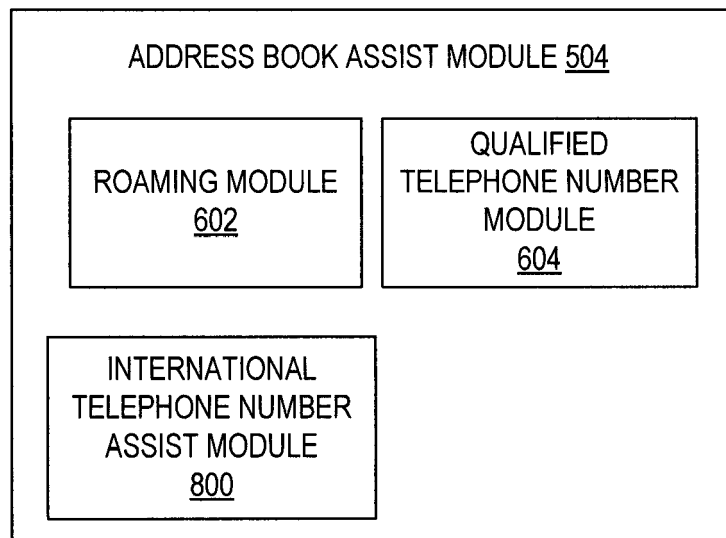 ADDRESS BOOK ASSIST MODULE 504
ROAMING MODULE
602
QUALIFIED
TELEPHONE NUMBER
MODULE
604
INTERNATIONAL
TELEPHONE NUMBER
ASSIST MODULE
800